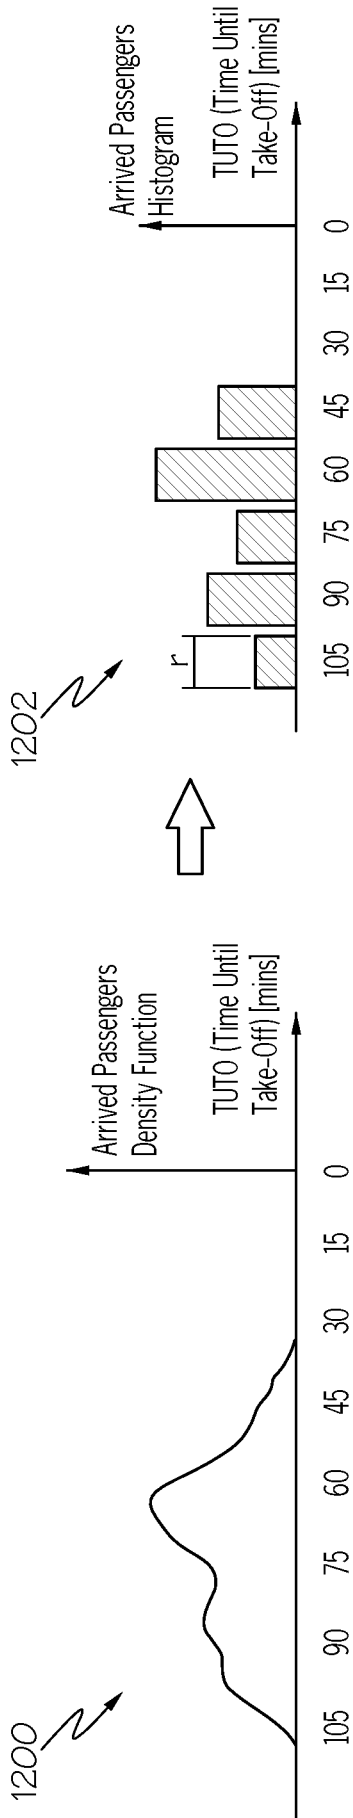 1200
Arrived Passengers
Density Function
TUTO (Time Until
Take-Off) [mins]
105 90 75 60 45 30 15 0
1202
r
Arrived Passengers
Histogram
TUTO (Time Until
Take-Off) [mins]
105 90 75 60 45 30 15 0